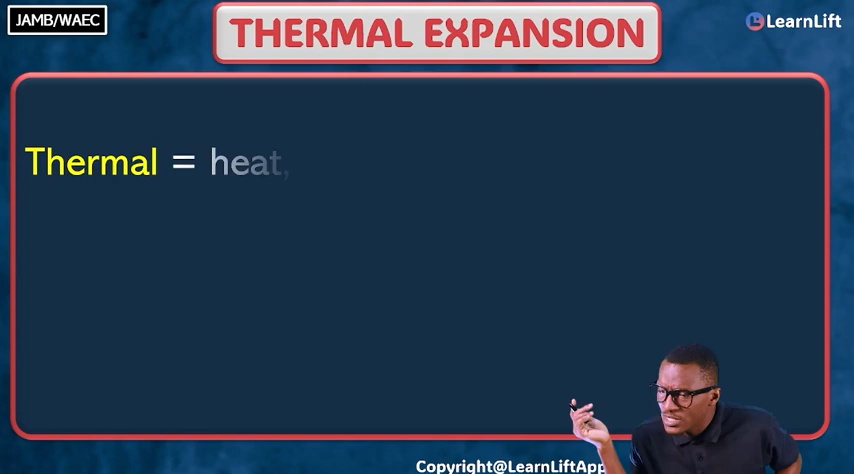 JAMB/WAEC
THERMAL EXPANSION
LearnLift
Thermal = heat,
Copyright@LearnLiftApp